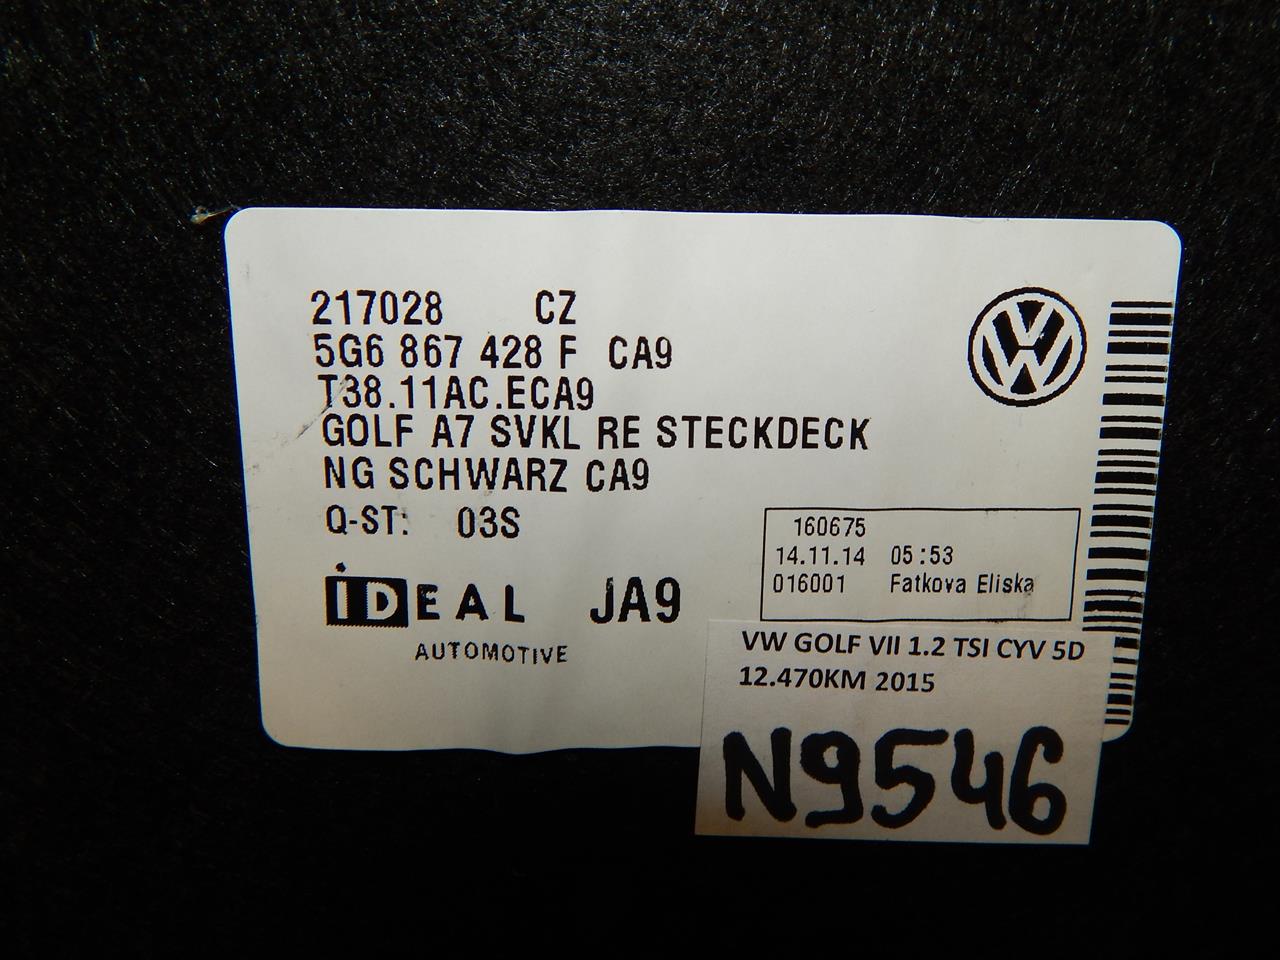 217028 CZ
5G6 867 428 F CA9
T38.11AC.ECA9
GOLF A7 SVKL RE STECKDECK
NG SCHWARZ CA9
Q-ST: 03S
IDEAL JA9
AUTOMOTIVE
160675
14.11.14 05:53
016001 Fatkova Eliska
VW GOLF VII 1.2 TSI CYV 5D
12.470KM 2015
N9546